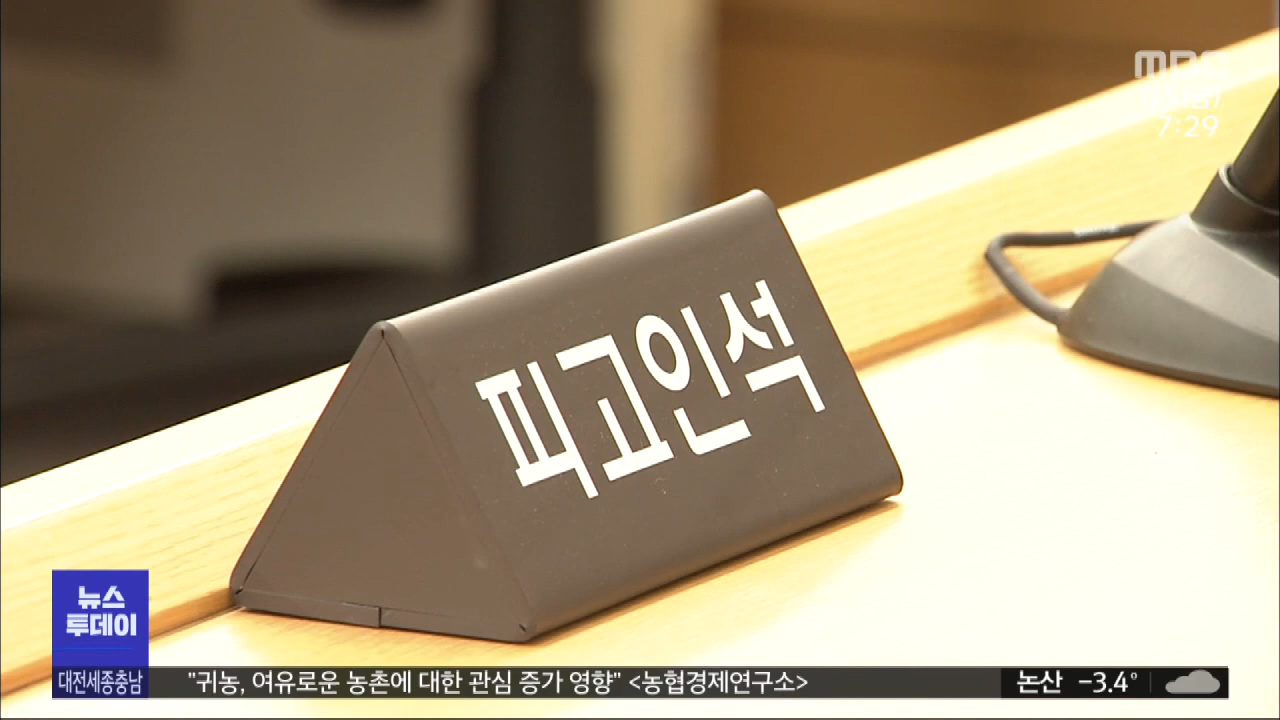 MBC
7:29
피고인석
뉴스
투데이
대전세종충남 "귀농, 여유로운 농촌에 대한 관심 증가 영향" <농협경제연구소> 논산 -3.4°